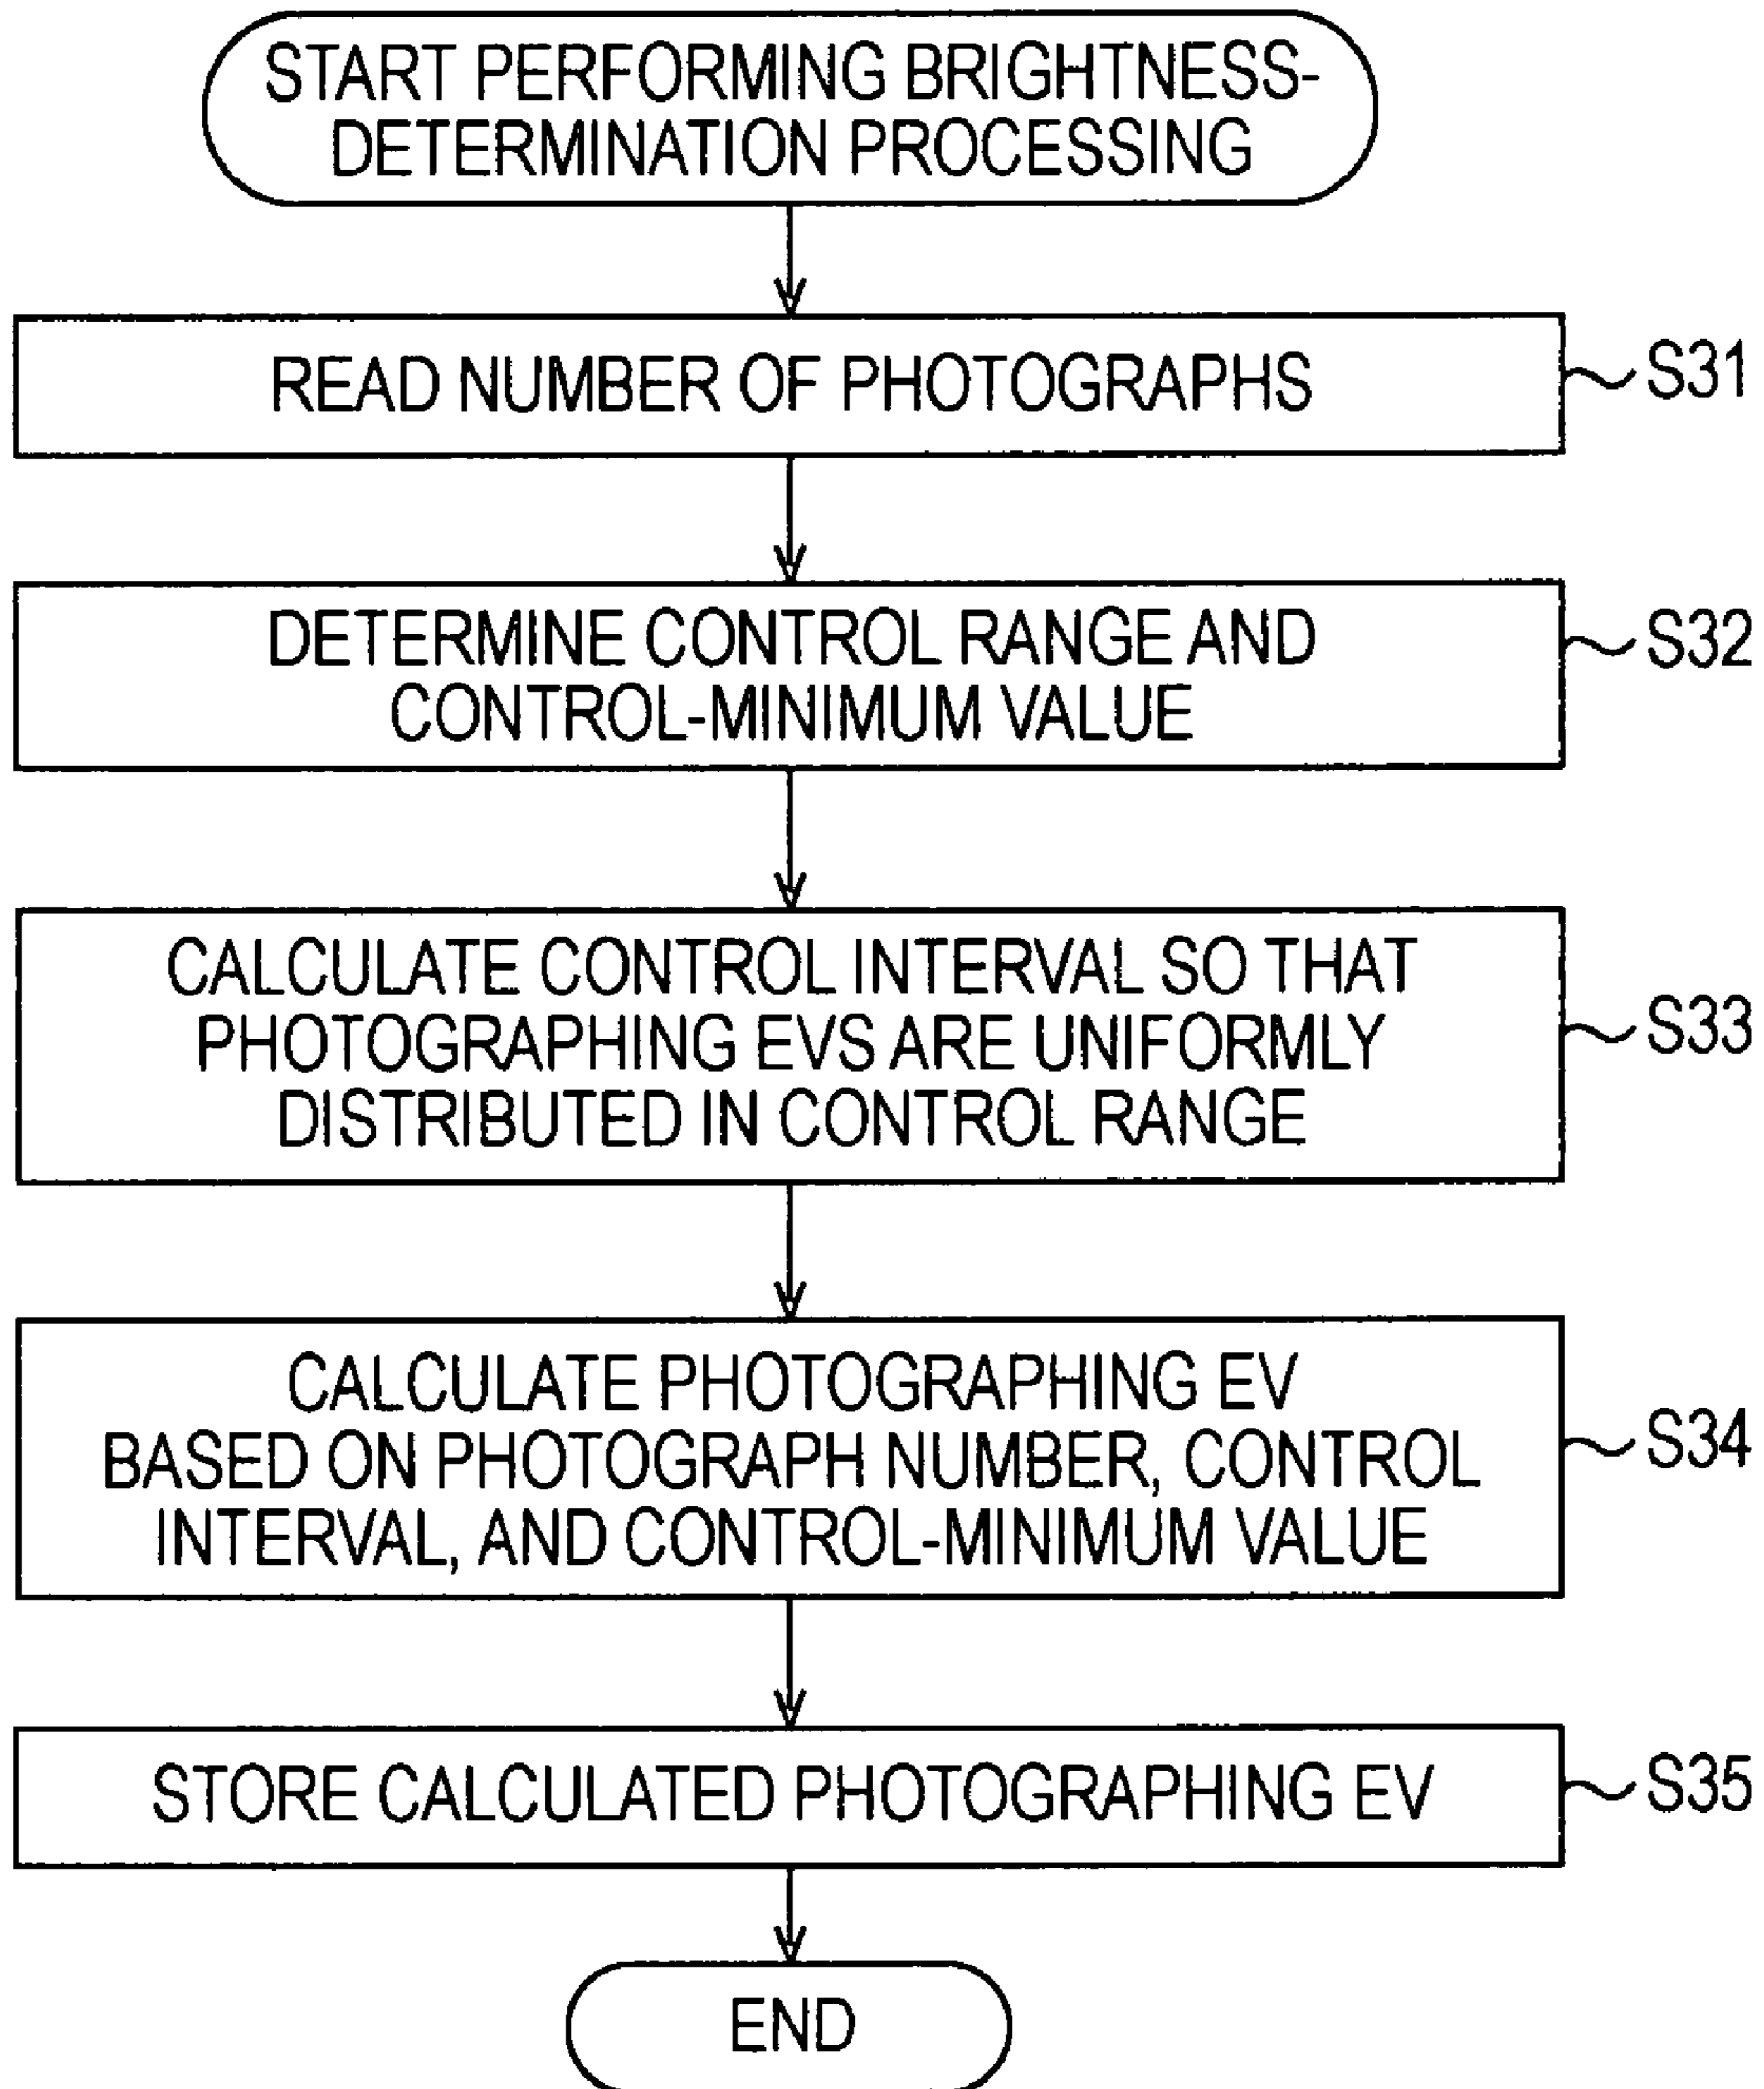 START PERFORMING BRIGHTNESS-
DETERMINATION PROCESSING
READ NUMBER OF PHOTOGRAPHS
S31
DETERMINE CONTROL RANGE AND
CONTROL-MINIMUM VALUE
S32
CALCULATE CONTROL INTERVAL SO THAT
PHOTOGRAPHING EVS ARE UNIFORMLY
DISTRIBUTED IN CONTROL RANGE
S33
CALCULATE PHOTOGRAPHING EV
BASED ON PHOTOGRAPH NUMBER, CONTROL
INTERVAL, AND CONTROL-MINIMUM VALUE
S34
STORE CALCULATED PHOTOGRAPHING EV
S35
END